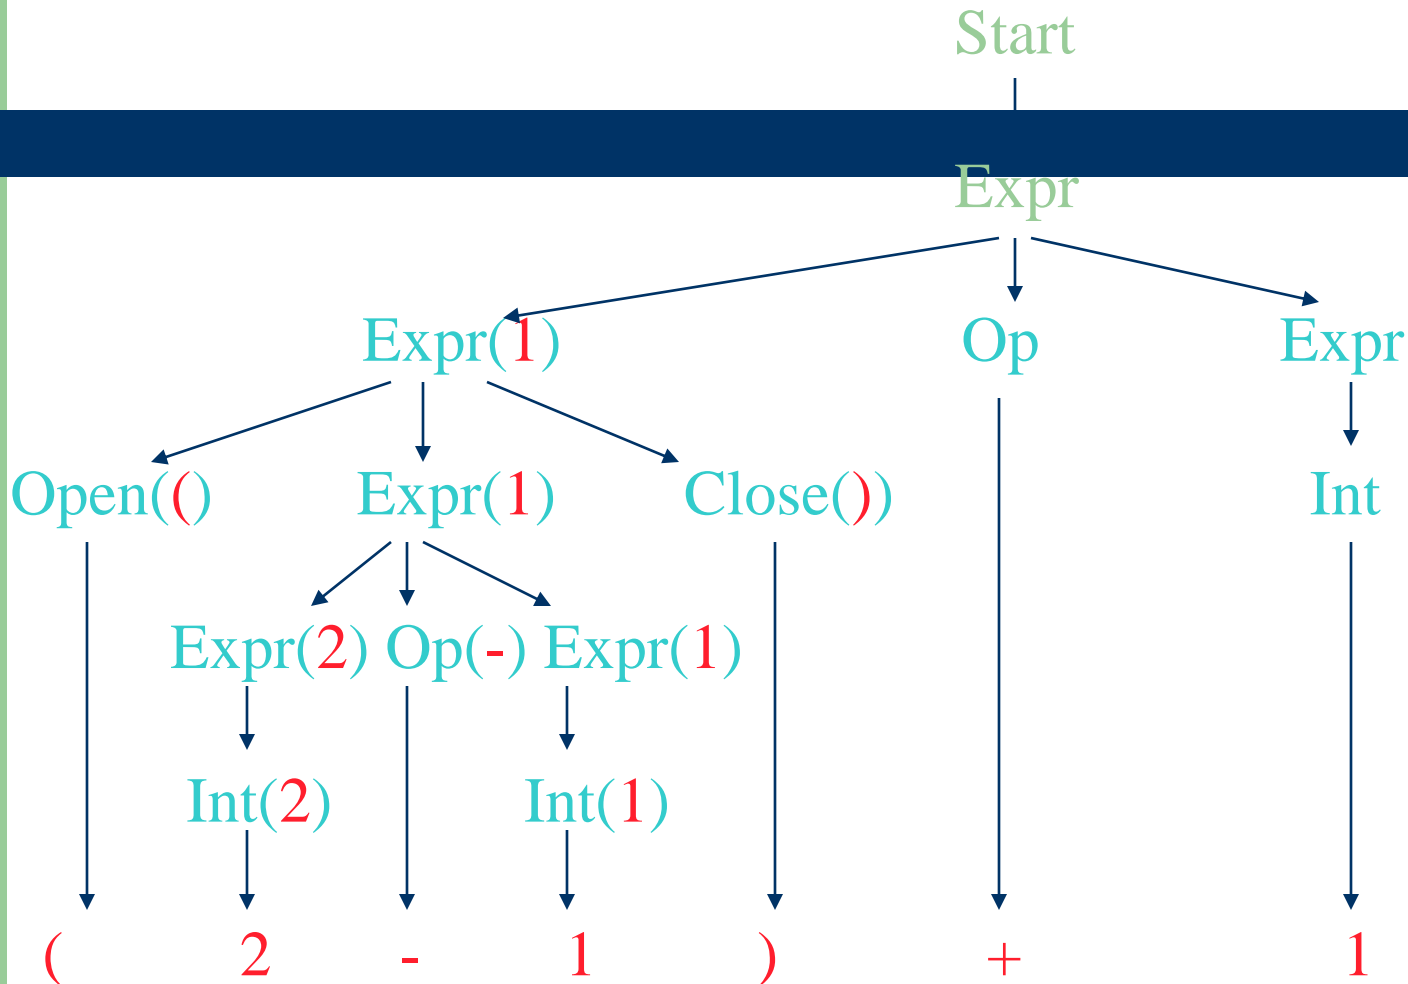 Start
Expr
Expr(1) Op Expr
Open(() Expr(1) Close()) Int
Expr(2) Op(-) Expr(1)
Int(2) Int(1)
( 2 - 1 ) + 1